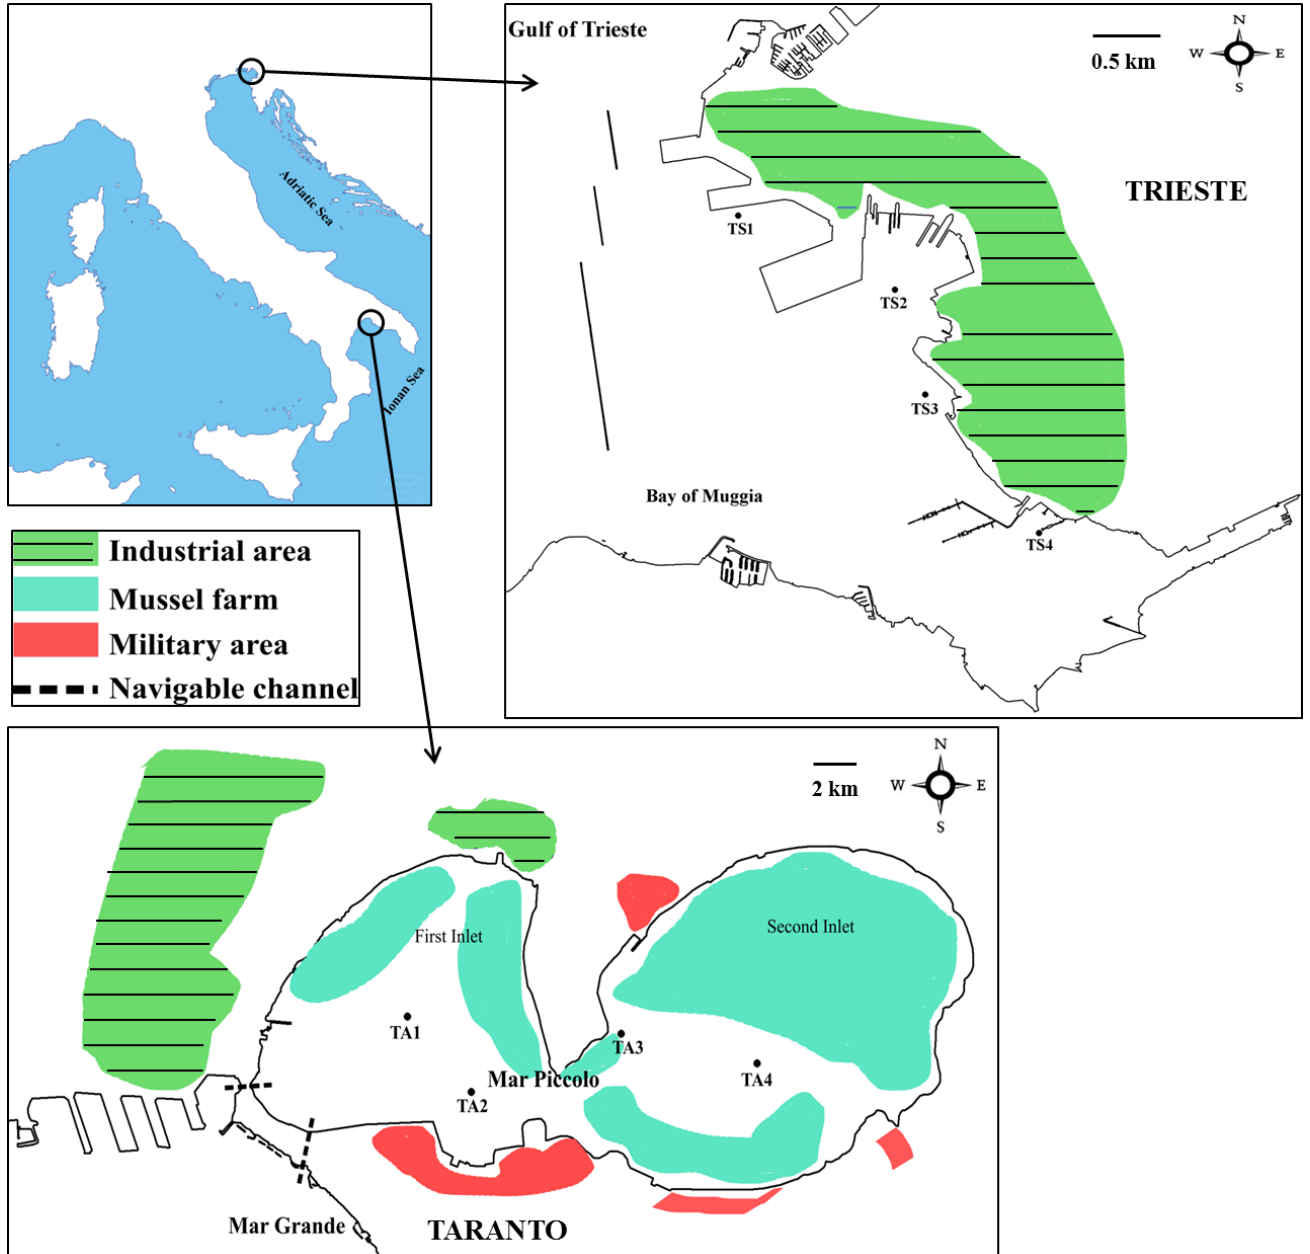 Adriatic Sea
Ionan Sea
Gulf of Trieste
0.5 km
N
W
E
S
TRIESTE
TS1
TS2
TS3
Bay of Muggia
TS4
Industrial area
Mussel farm
Military area
Navigable channel
2 km
N
W
E
S
First Inlet
Second Inlet
TA1
TA3
Mar Piccolo
TA4
TA2
Mar Grande
TARANTO